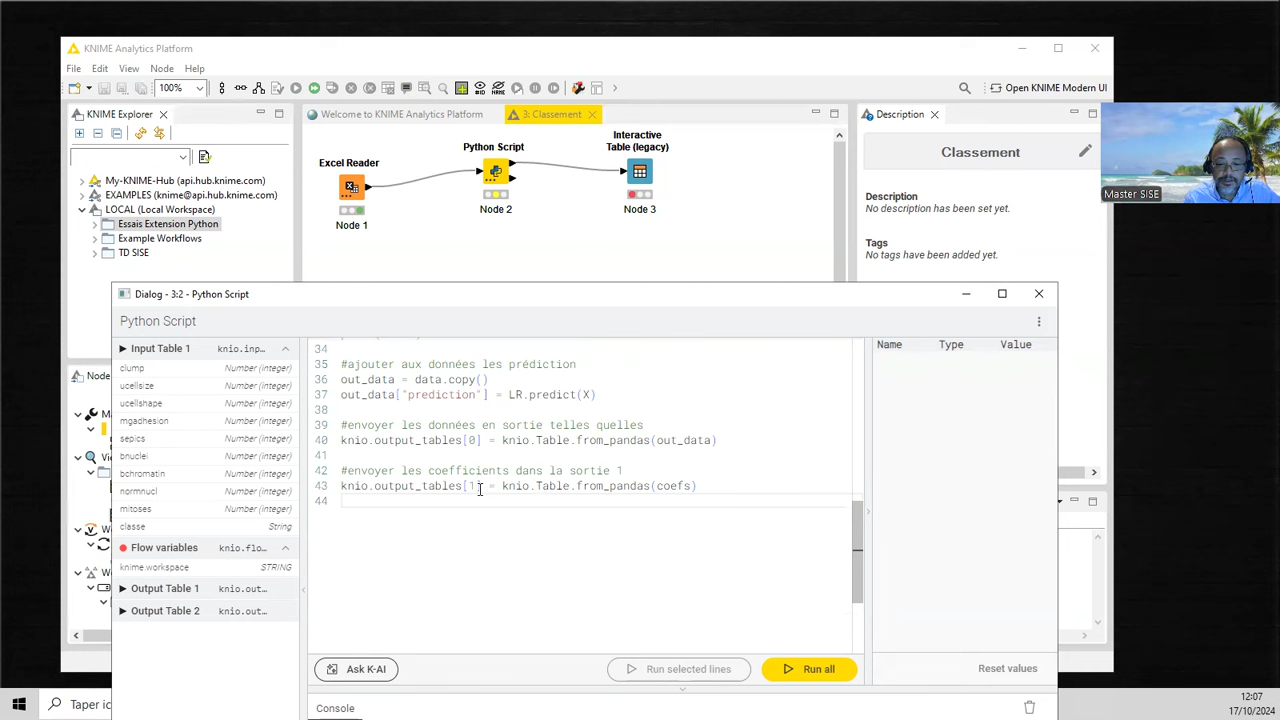 KNIME Analytics Platform
File Edit View Node Help
100%
Open KNIME Modern UI
KNIME Explorer
Welcome to KNIME Analytics Platform
3: Classement
Description
Interactive
Table (legacy)
Python Script
Excel Reader
Node 2
Node 3
Node 1
My-KNIME-Hub (api.hub.knime.com)
EXAMPLES (knime@api.hub.knime.com)
LOCAL (Local Workspace)
Essais Extension Python
Example Workflows
TD SISE
Classement
Description
No description has been set yet.
Tags
No tags have been added yet.
Master SISE
Dialog - 3:2 - Python Script
Python Script
Input Table 1 knio.inp...
clump Number (integer)
ucellsize Number (integer)
ucellshape Number (integer)
mgadhesion Number (integer)
sepics Number (integer)
bnuclei Number (integer)
bchromatin Number (integer)
normnucl Number (integer)
mitoses Number (integer)
classe String
Flow variables knio.flo...
knime.workspace STRING
Output Table 1 knio.out...
Output Table 2 knio.out...
34
35 #ajouter aux données les prédiction
36 out_data = data.copy()
37 out_data["prediction"] = LR.predict(X)
38
39 #envoyer les données en sortie telles quelles
40 knio.output_tables[0] = knio.Table.from_pandas(out_data)
41
42 #envoyer les coefficients dans la sortie 1
43 knio.output_tables[1] = knio.Table.from_pandas(coefs)
44
Name Type Value
Ask K-AI
Run selected lines
Run all
Reset values
Console
Taper ic
12:07
17/10/2024